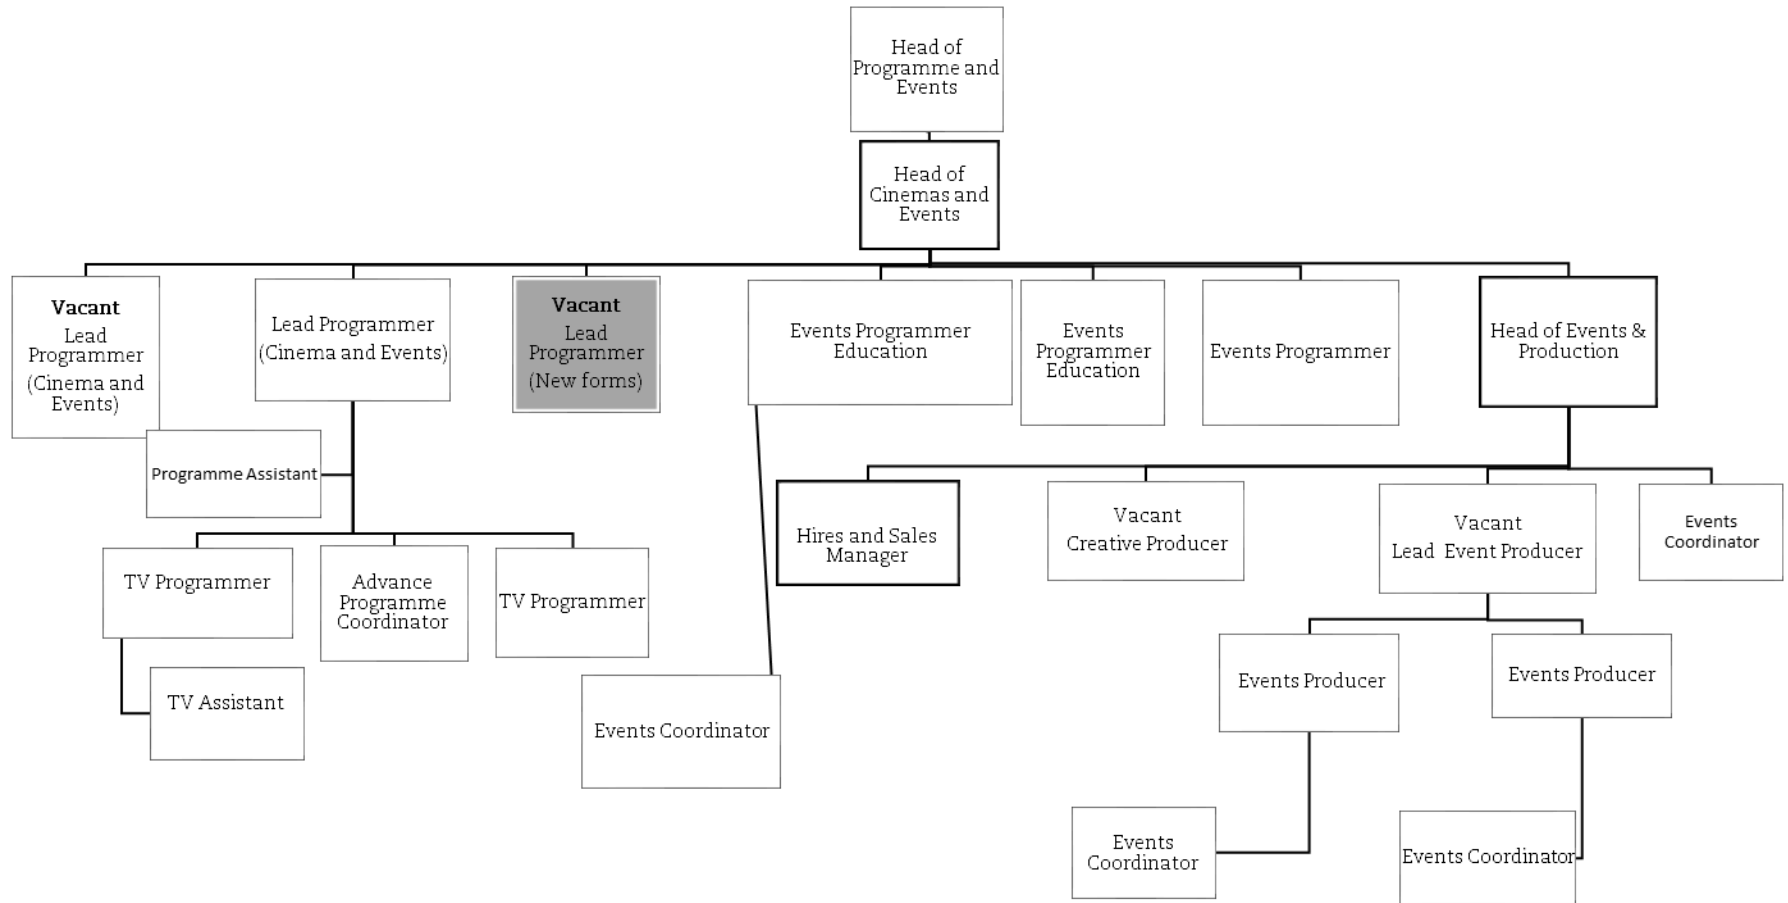 Head of
Programme and
Events
Head of
Cinemas and
Events
Vacant
Lead
Programmer
(Cinema and
Events)
Lead Programmer
(Cinema and Events)
Vacant
Lead
Programmer
(New forms)
Events Programmer
Education
Events
Programmer
Education
Events Programmer
Head of Events &
Production
Programme Assistant
Hires and Sales
Manager
Vacant
Creative Producer
Vacant
Lead Event Producer
Events
Coordinator
TV Programmer
Advance
Programme
Coordinator
TV Programmer
TV Assistant
Events Coordinator
Events Producer
Events Producer
Events
Coordinator
Events Coordinator